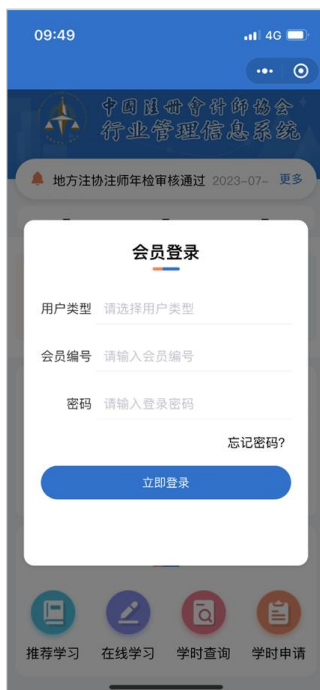 09:49
4G
中国注册会计师协会
行业管理信息系统
地方注协注师年检审核通过 2023-07- 更多
会员登录
用户类型 请选择用户类型
会员编号 请输入会员编号
密码 请输入登录密码
忘记密码?
立即登录
推荐学习 在线学习 学时查询 学时申请